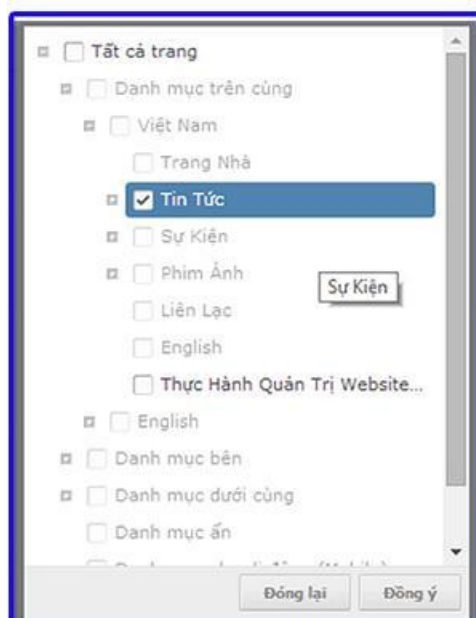 Tất cả trang
Danh mục trên cùng
Việt Nam
Trang Nhà
Tin Tức
Sự Kiện
Phim Ảnh
Sự Kiện
Liên Lạc
English
Thực Hành Quản Trị Website...
English
Danh mục bên
Danh mục dưới cùng
Danh mục ẩn
Đóng lại
Đồng ý